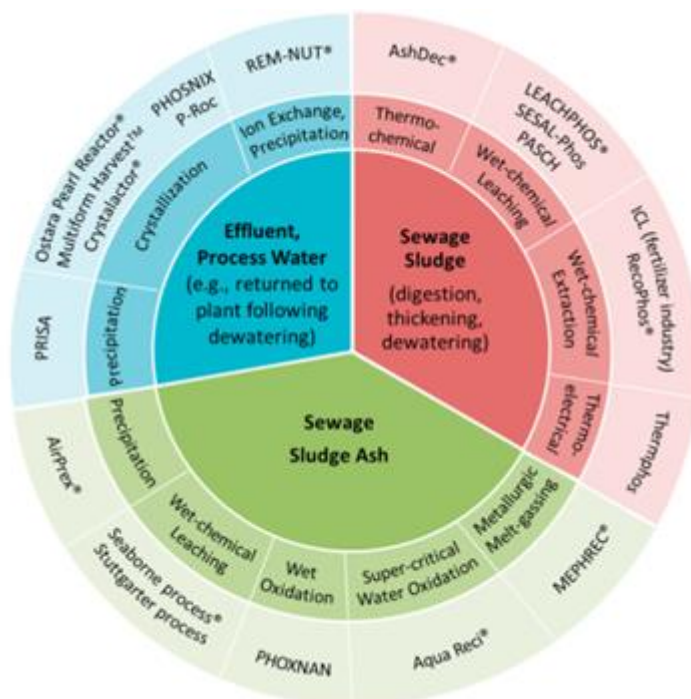 REM-NUT®
PHOSNIX
P-Roc
Ostara Pearl Reactor®
Multiform Harvest™
Crystalactor®
PRISA
Ion Exchange,
Precipitation
Crystallization
Precipitation
Effluent,
Process Water
(e.g., returned to
plant following
dewatering)
AshDec®
LEACHPHOS®
SESAL-Phos
PASCH
ICL (fertilizer industry)
RecoPhos®
Thermphos
Thermo-
chemical
Wet-chemical
Leaching
Wet-chemical
Extraction
Thermo-
electrical
Sewage
Sludge
(digestion,
thickening,
dewatering)
Sewage
Sludge Ash
Precipitation
Wet-chemical
Leaching
Wet
Oxidation
Super-critical
Water Oxidation
Metallurgic
Melt-gassing
AirPrex®
Seaborne process®
Stuttgarter process
PHOXNAN
Aqua Reci®
MEPHREC®